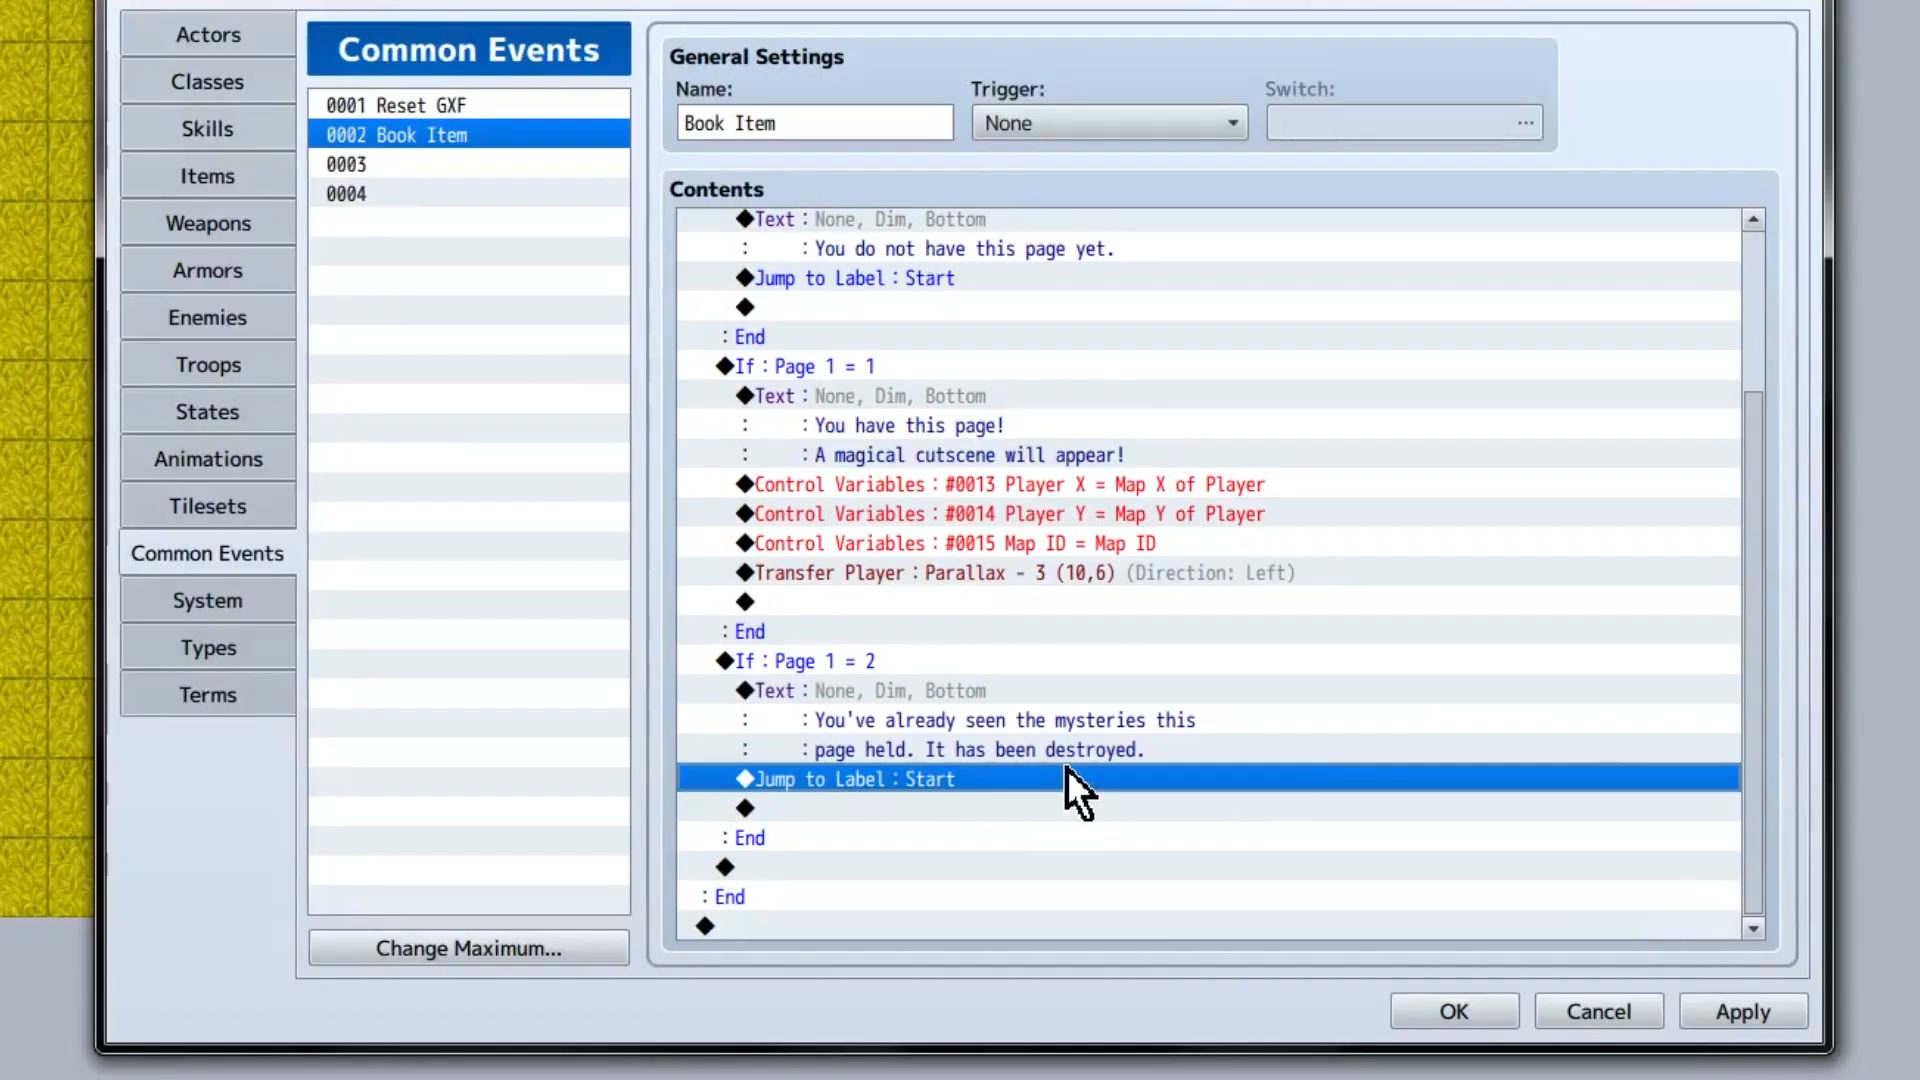 Actors
Classes
Skills
Items
Weapons
Armors
Enemies
Troops
States
Animations
Tilesets
Common Events
System
Types
Terms
Common Events
0001 Reset GXF
0002 Book Item
0003
0004
Change Maximum...
General Settings
Name:
Trigger:
Switch:
Book Item
None
...
Contents
◆Text：None, Dim, Bottom
:     :You do not have this page yet.
◆Jump to Label：Start
◆
:End
◆If：Page 1 = 1
◆Text：None, Dim, Bottom
:     :You have this page!
:     :A magical cutscene will appear!
◆Control Variables：#0013 Player X = Map X of Player
◆Control Variables：#0014 Player Y = Map Y of Player
◆Control Variables：#0015 Map ID = Map ID
◆Transfer Player：Parallax - 3 (10,6) (Direction: Left)
◆
:End
◆If：Page 1 = 2
◆Text：None, Dim, Bottom
:     :You've already seen the mysteries this
:     :page held. It has been destroyed.
◆Jump to Label：Start
◆
:End
◆
:End
◆
OK
Cancel
Apply